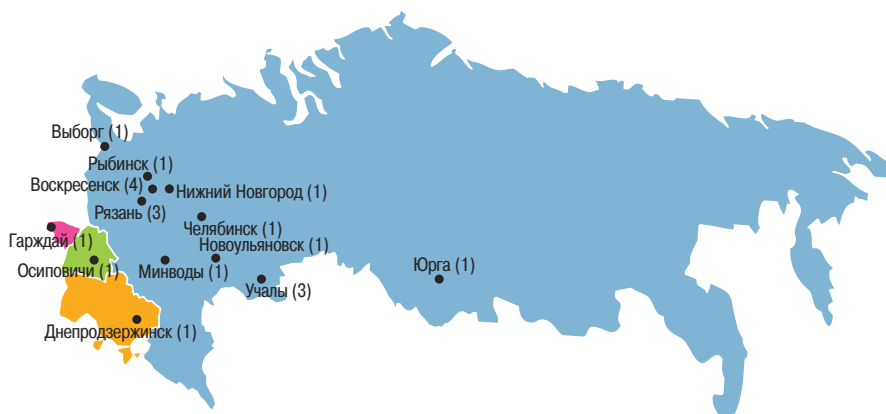 Выборг (1)
Рыбинск (1)
Воскресенск (4)
Нижний Новгород (1)
Рязань (3)
Челябинск (1)
Гарждай (1)
Новоульяновск (1)
Осиповичи (1)
Минводы (1)
Юрга (1)
Учалы (3)
Днепродзержинск (1)